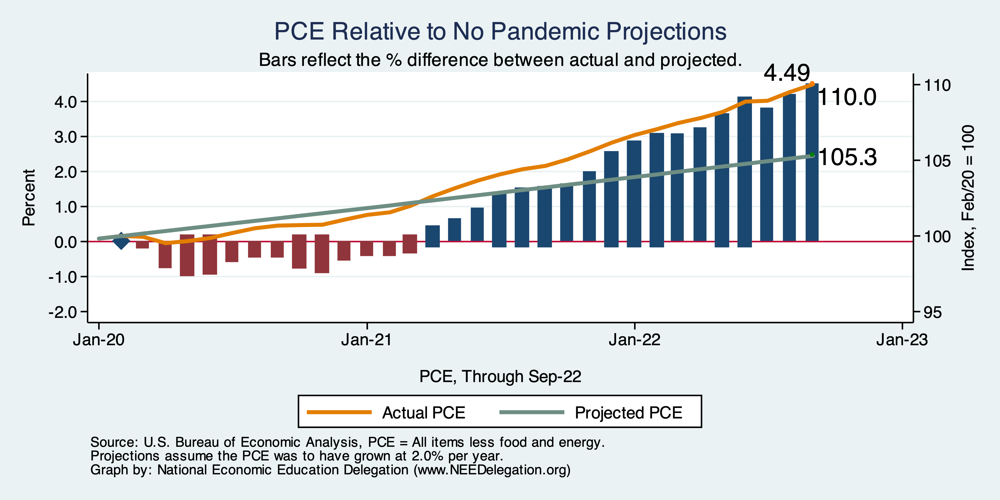 PCE Relative to No Pandemic Projections
Bars reflect the % difference between actual and projected.
4.49
110.0
105.3
Percent
4.0
3.0
2.0
1.0
0.0
-1.0
-2.0
110
105
100
95
Index, Feb/20 = 100
Jan-20
Jan-21
Jan-22
Jan-23
PCE, Through Sep-22
Actual PCE
Projected PCE
Source: U.S. Bureau of Economic Analysis, PCE = All items less food and energy.
Projections assume the PCE was to have grown at 2.0% per year.
Graph by: National Economic Education Delegation (www.NEEDelegation.org)